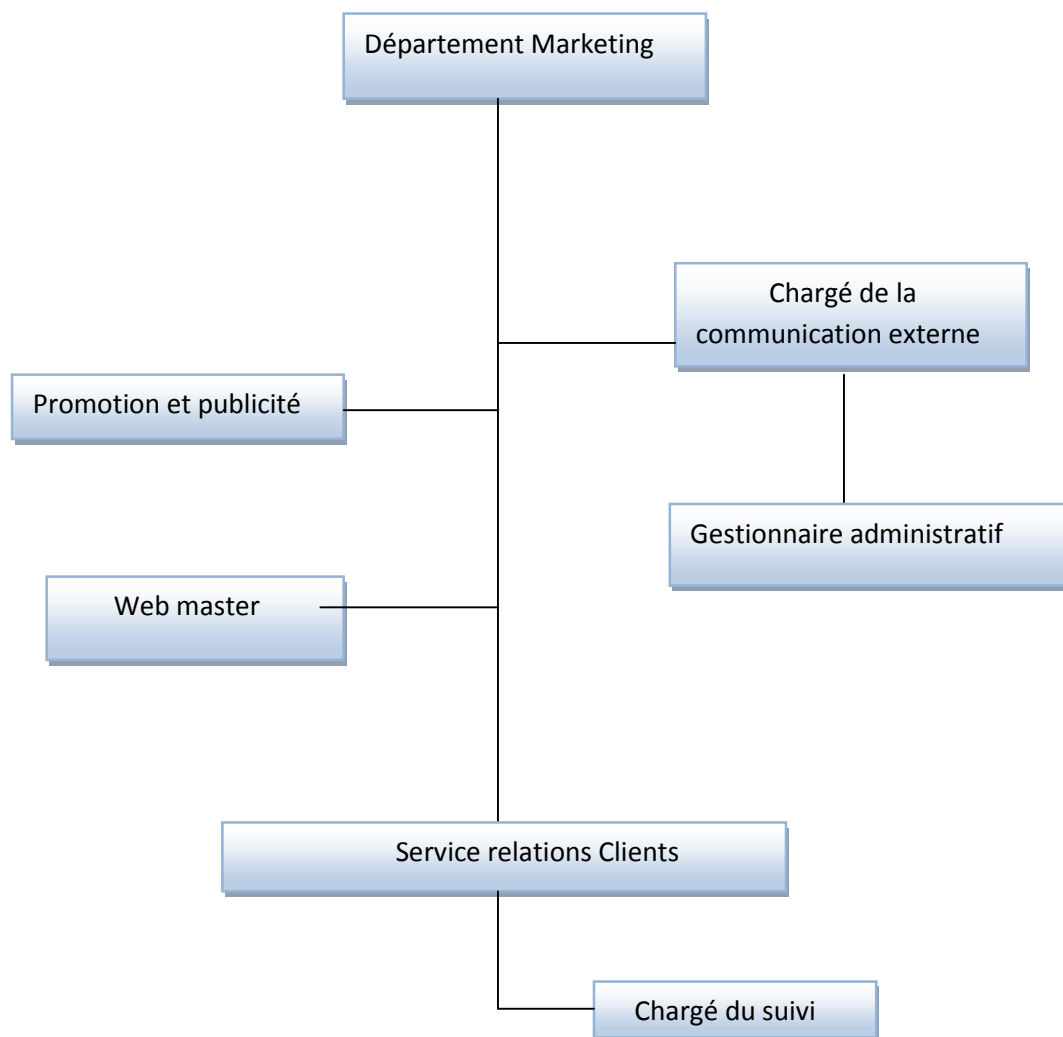 Département Marketing
Chargé de la
communication externe
Promotion et publicité
Gestionnaire administratif
Web master
Service relations Clients
Chargé du suivi